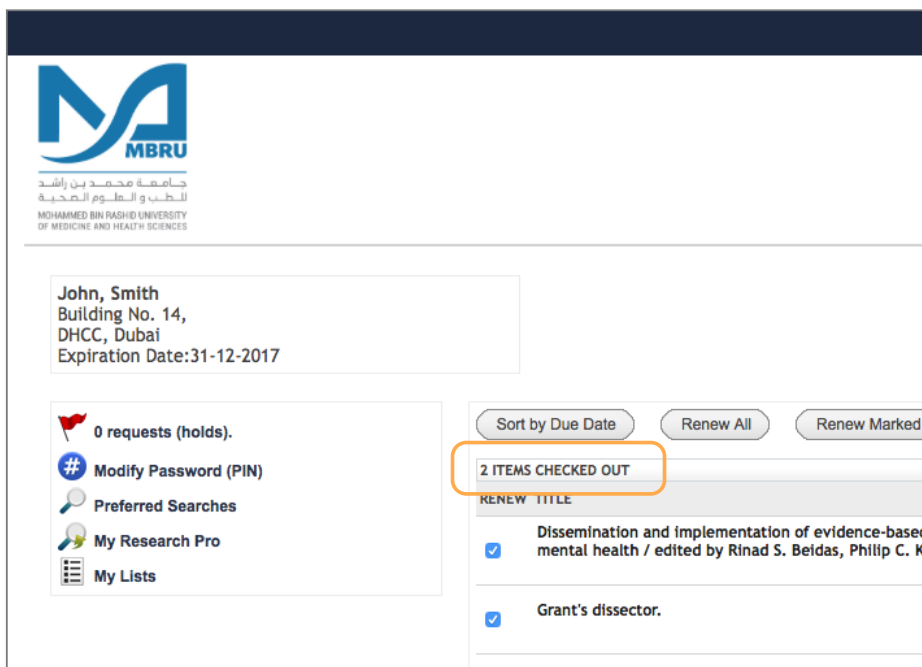 MBRU
جامعة محمد بن راشد
للطب و العلوم الصحية
MOHAMMED BIN RASHID UNIVERSITY
OF MEDICINE AND HEALTH SCIENCES
John, Smith
Building No. 14,
DHCC, Dubai
Expiration Date:31-12-2017
0 requests (holds).
Modify Password (PIN)
Preferred Searches
My Research Pro
My Lists
Sort by Due Date Renew All Renew Marked
2 ITEMS CHECKED OUT
RENEW TITLE
Dissemination and implementation of evidence-based
mental health / edited by Rinad S. Beidas, Philip C. K
Grant's dissector.